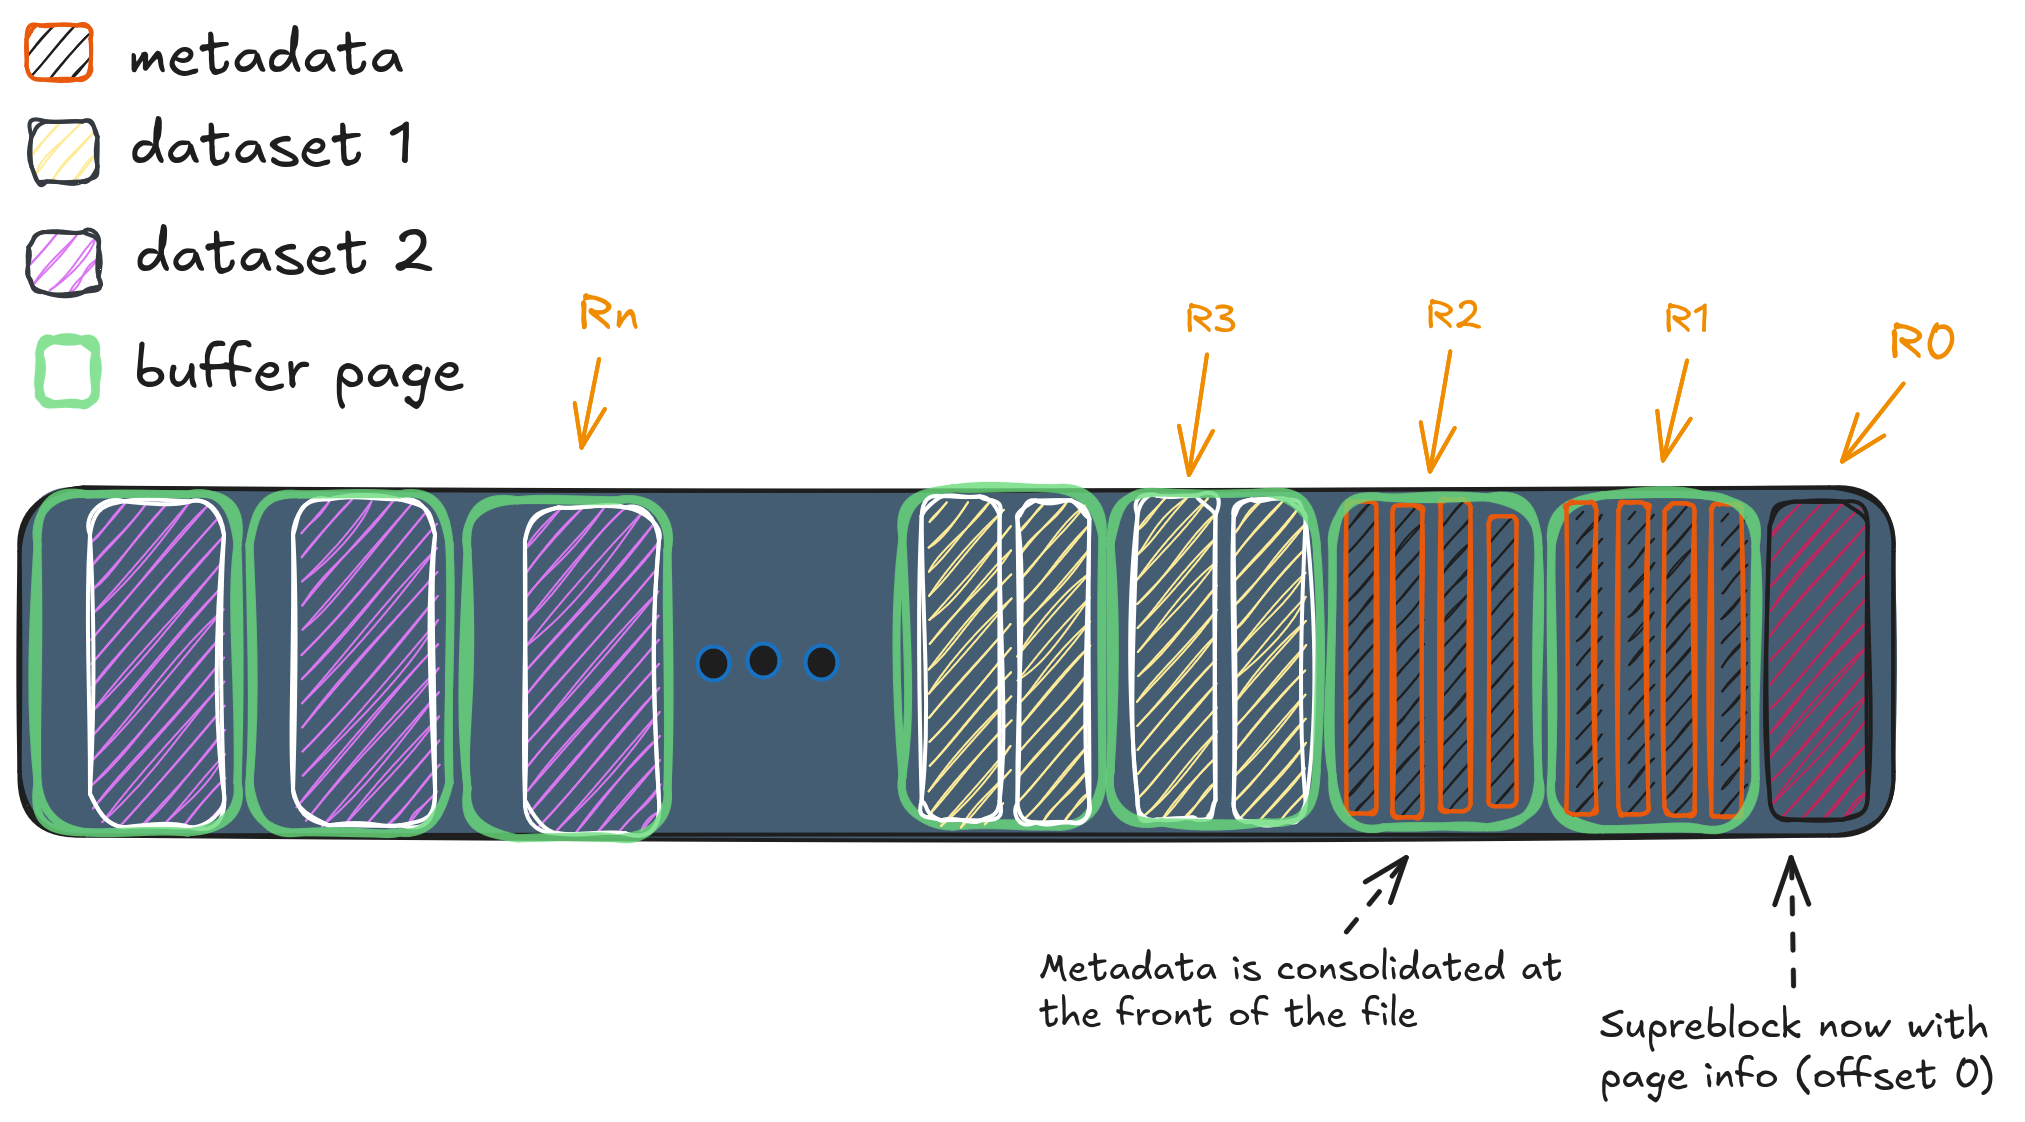 metadata
dataset 1
dataset 2
buffer page
Rn
R3
R2
R1
R0
Metadata is consolidated at
the front of the file
Supreblock now with
page info (offset 0)